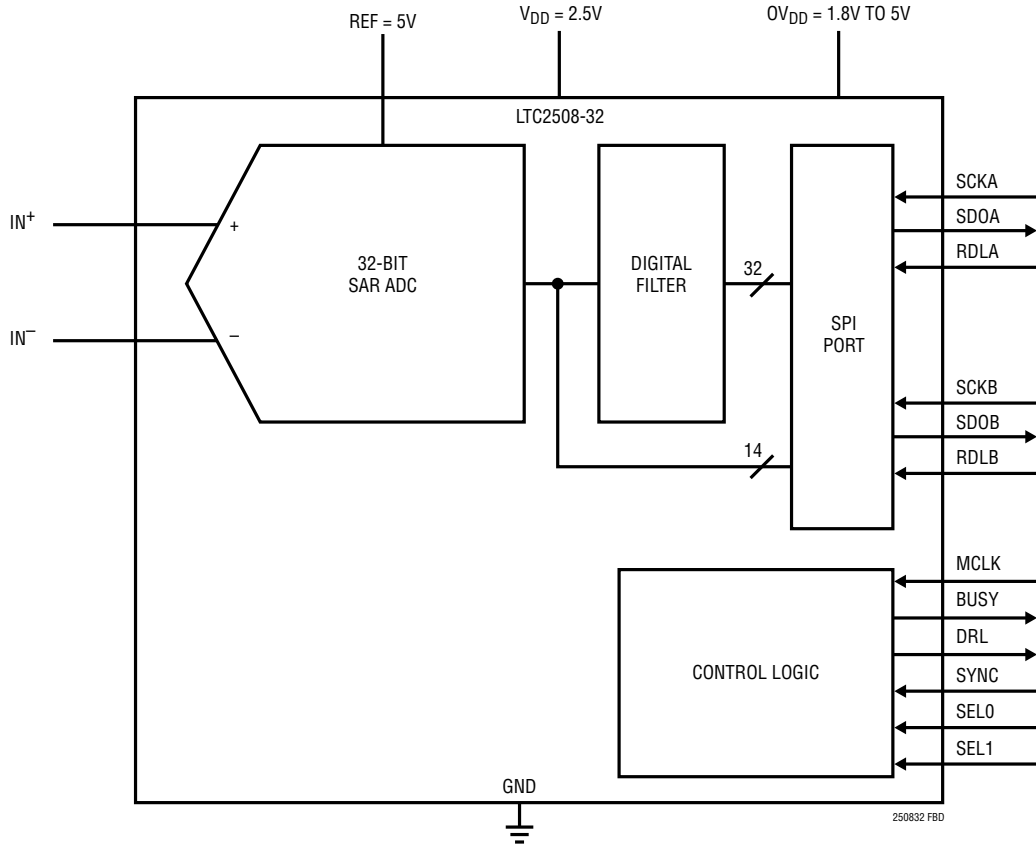 REF = 5V
VDD = 2.5V
OVDD = 1.8V TO 5V
LTC2508-32
IN+
+
IN–
–
32-BIT
SAR ADC
DIGITAL
FILTER
32
14
SPI
PORT
SCKA
SDOA
RDLA
SCKB
SDOB
RDLB
CONTROL LOGIC
MCLK
BUSY
DRL
SYNC
SEL0
SEL1
GND
250832 FBD